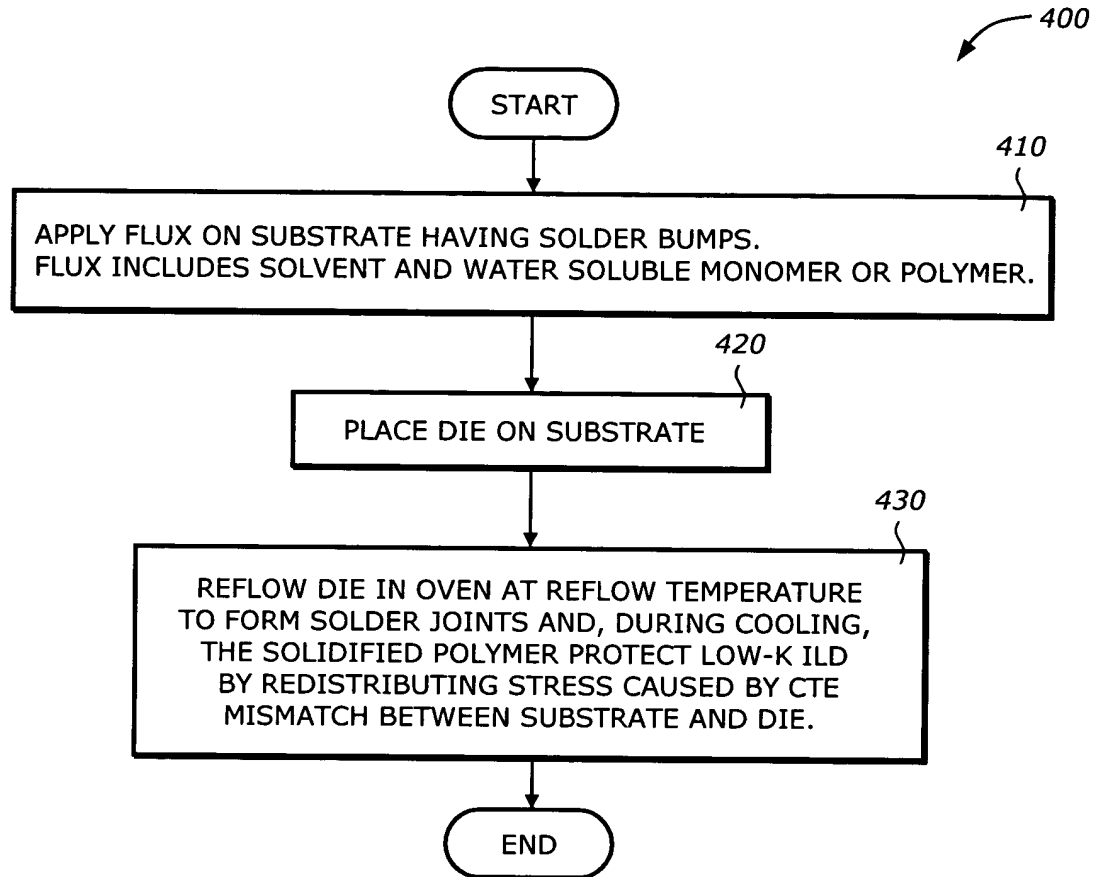 400
START
410
APPLY FLUX ON SUBSTRATE HAVING SOLDER BUMPS.
FLUX INCLUDES SOLVENT AND WATER SOLUBLE MONOMER OR POLYMER.
420
PLACE DIE ON SUBSTRATE
430
REFLOW DIE IN OVEN AT REFLOW TEMPERATURE
TO FORM SOLDER JOINTS AND, DURING COOLING,
THE SOLIDIFIED POLYMER PROTECT LOW-K ILD
BY REDISTRIBUTING STRESS CAUSED BY CTE
MISMATCH BETWEEN SUBSTRATE AND DIE.
END